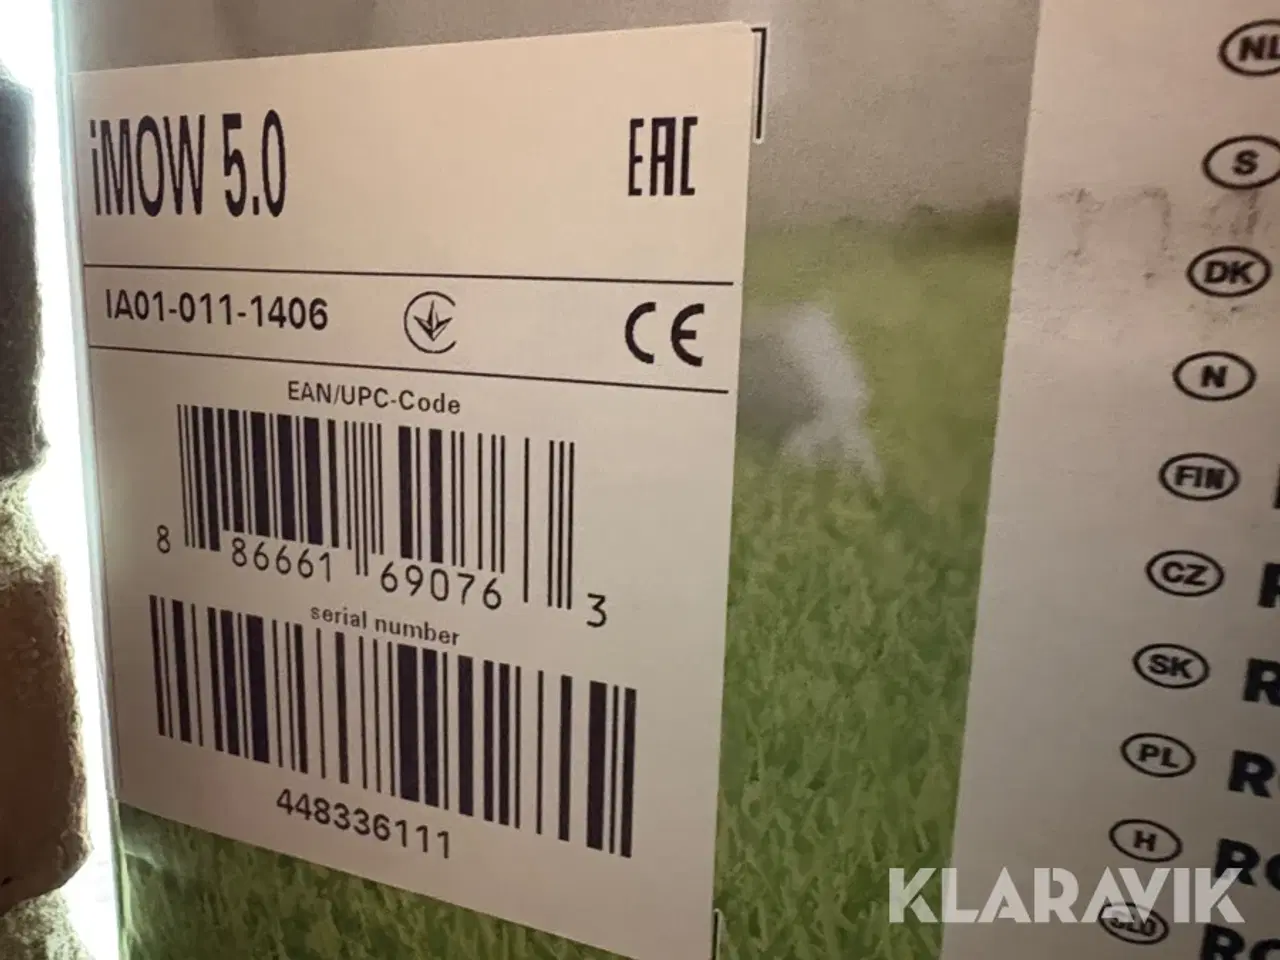 iMOW 5.0
EAC
IA01-011-1406
CE
EAN/UPC-Code
8 86661 69076 3
serial number
448336111
NL
S
DK
N
FIN
CZ
SK
PL
H
SLO
KLARAVIK